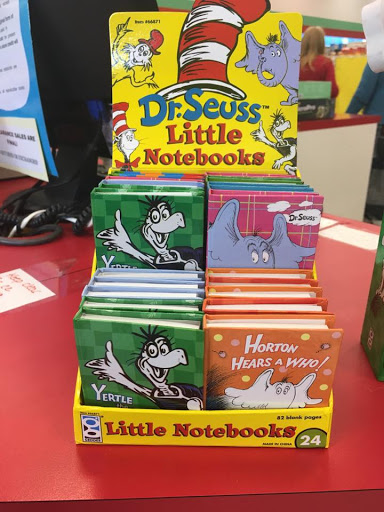 Item #66871
Dr. Seuss™
Little
Notebooks
Dr. Seuss
YERTLE
YERTLE
HORTON
HEARS A WHO!
82 blank pages
Little Notebooks
MADE IN CHINA
24